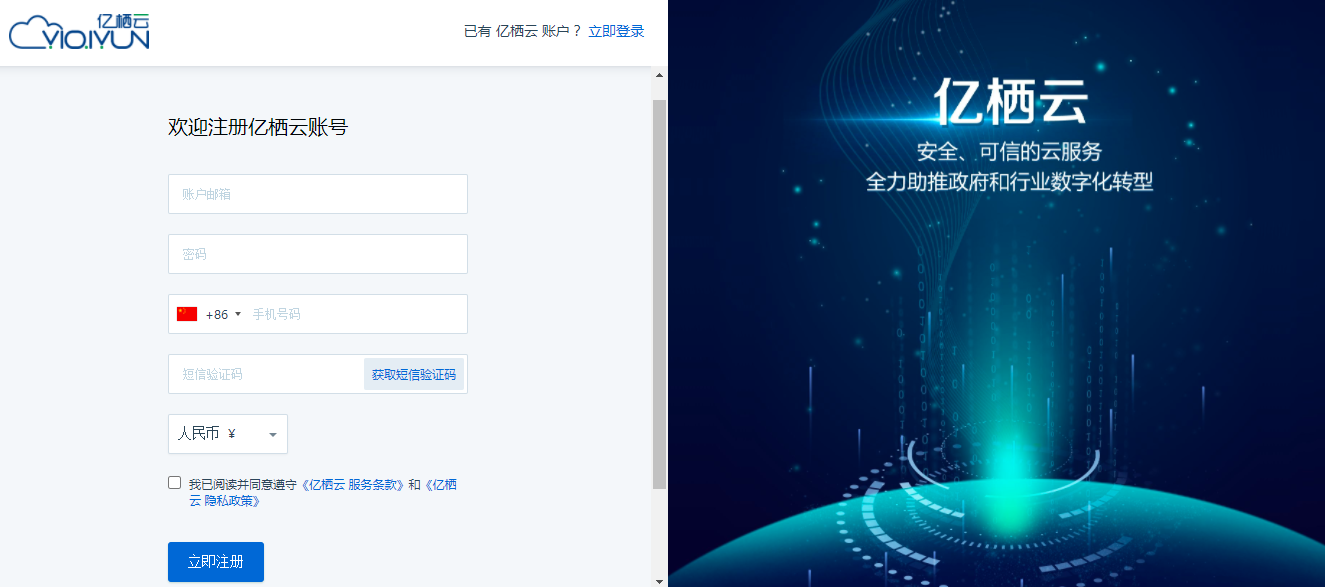 亿栖云
YIQIYUN
已有 亿栖云 账户？ 立即登录
欢迎注册亿栖云账号
账户邮箱
密码
+86 手机号码
短信验证码 获取短信验证码
人民币 ¥
我已阅读并同意遵守《亿栖云 服务条款》和《亿栖
云 隐私政策》
立即注册
亿栖云
安全、可信的云服务
全力助推政府和行业数字化转型